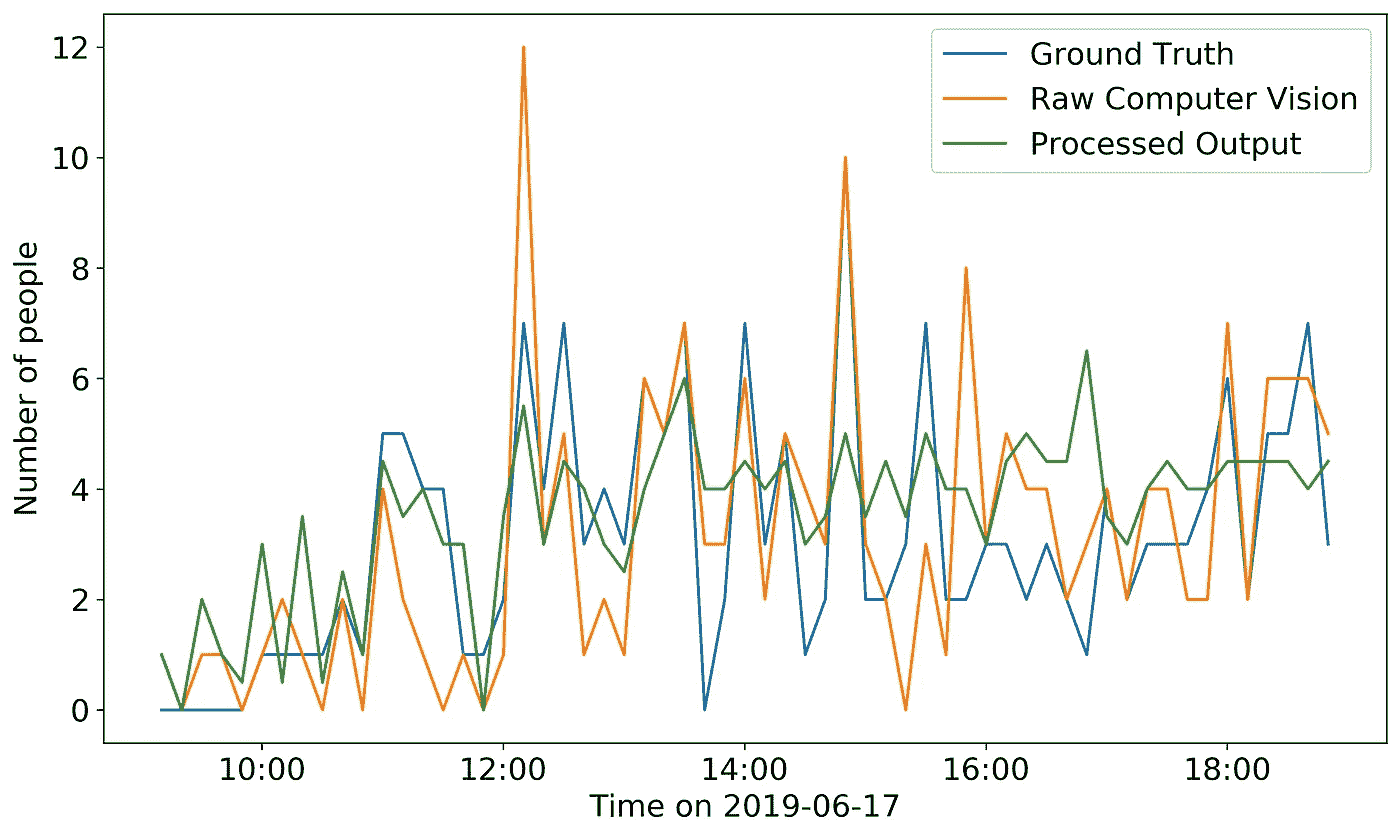 Ground Truth
Raw Computer Vision
Processed Output
Number of people
12
10
8
6
4
2
0
10:00 12:00 14:00 16:00 18:00
Time on 2019-06-17